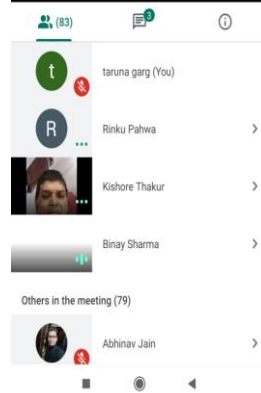 (83)
3
t
taruna garg (You)
R
Rinku Pahwa
Kishore Thakur
Binay Sharma
Others in the meeting (79)
Abhinav Jain